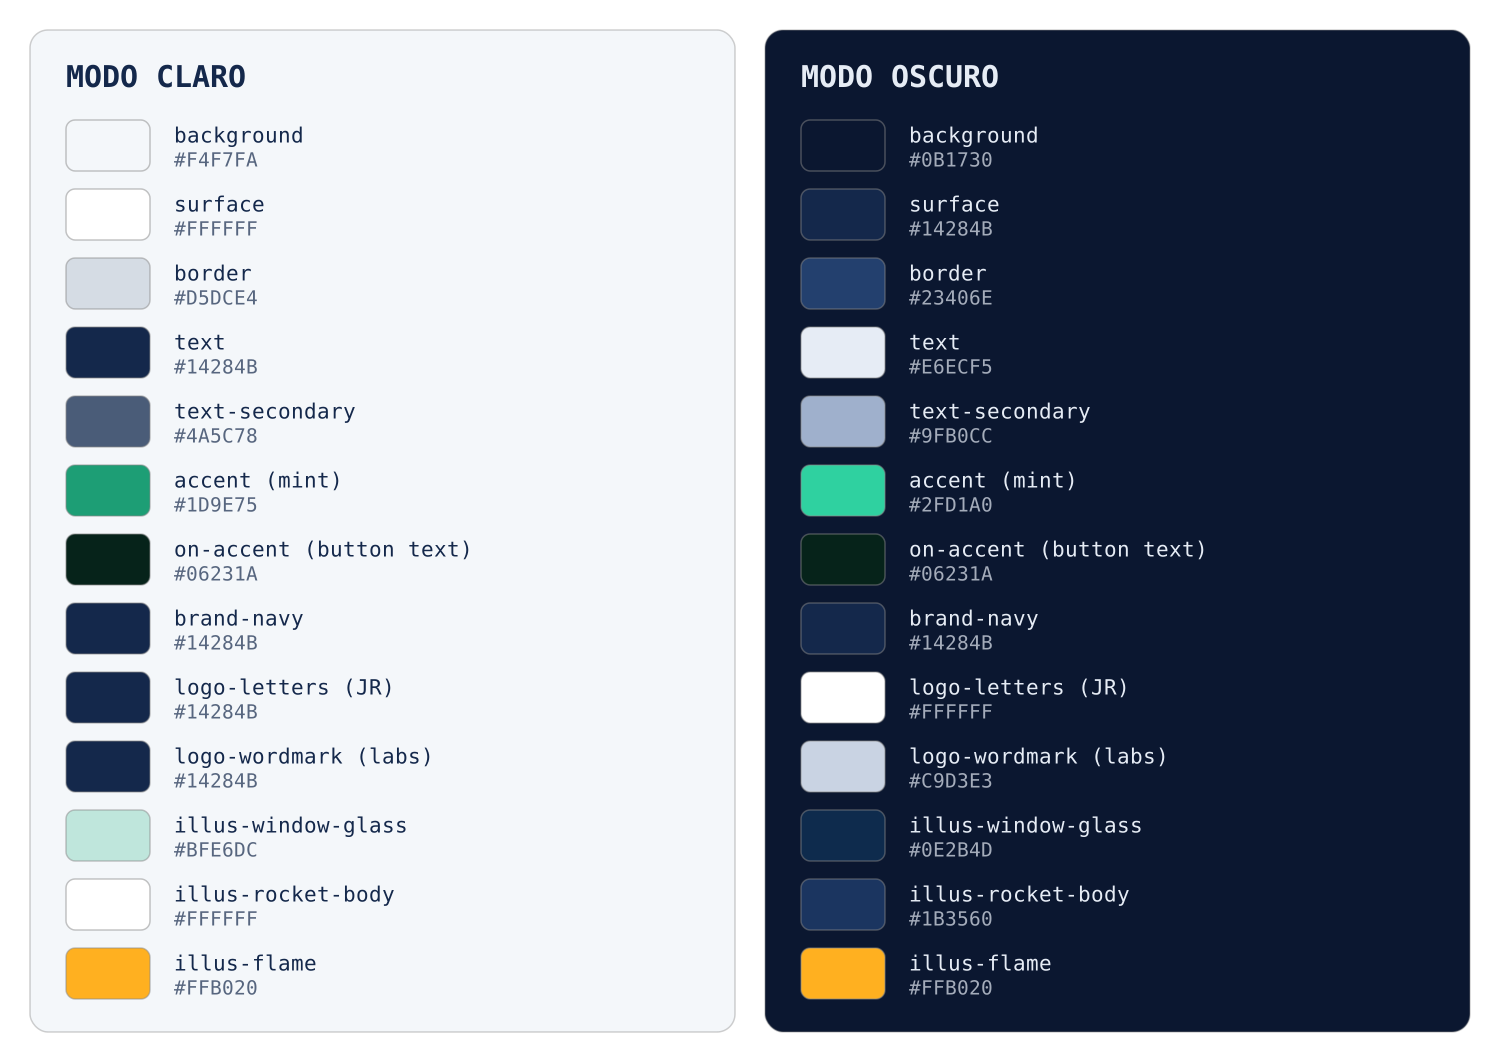 MODO CLARO
background
#F4F7FA
surface
#FFFFFF
border
#D5DCE4
text
#14284B
text-secondary
#4A5C78
accent (mint)
#1D9E75
on-accent (button text)
#06231A
brand-navy
#14284B
logo-letters (JR)
#14284B
logo-wordmark (labs)
#14284B
illus-window-glass
#BFE6DC
illus-rocket-body
#FFFFFF
illus-flame
#FFB020
MODO OSCURO
background
#0B1730
surface
#14284B
border
#23406E
text
#E6ECF5
text-secondary
#9FB0CC
accent (mint)
#2FD1A0
on-accent (button text)
#06231A
brand-navy
#14284B
logo-letters (JR)
#FFFFFF
logo-wordmark (labs)
#C9D3E3
illus-window-glass
#0E2B4D
illus-rocket-body
#1B3560
illus-flame
#FFB020